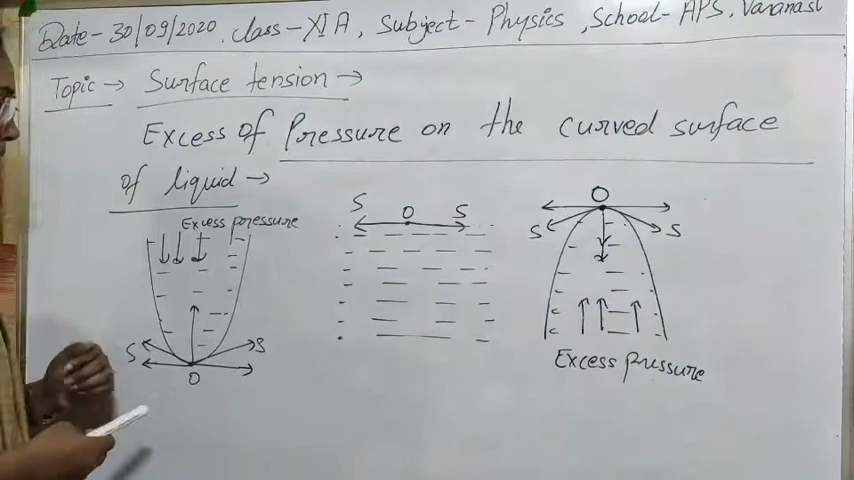 Date - 30/09/2020. Class - XI A, Subject - Physics, School - APS, Varanasi
Topic → Surface tension →
Excess of Pressure on the curved surface
of liquid →
Excess pressure
S O S
O
S S
S S
O
Excess pressure